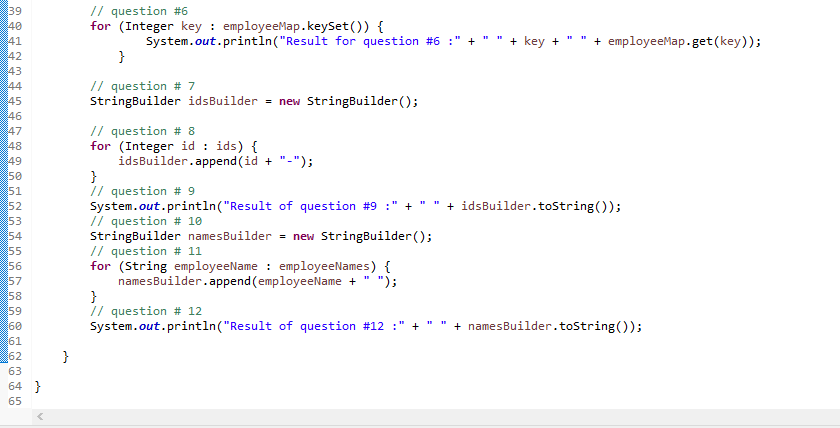 39 // question #6
40 for (Integer key : employeeMap.keySet()) {
41 System.out.println("Result for question #6 :" + " " + key + " " + employeeMap.get(key));
42 }
43
44 // question # 7
45 StringBuilder idsBuilder = new StringBuilder();
46
47 // question # 8
48 for (Integer id : ids) {
49 idsBuilder.append(id + "-");
50 }
51 // question # 9
52 System.out.println("Result of question #9 :" + " " + idsBuilder.toString());
53 // question # 10
54 StringBuilder namesBuilder = new StringBuilder();
55 // question # 11
56 for (String employeeName : employeeNames) {
57 namesBuilder.append(employeeName + " ");
58 }
59 // question # 12
60 System.out.println("Result of question #12 :" + " " + namesBuilder.toString());
61
62 }
63
64 }
65